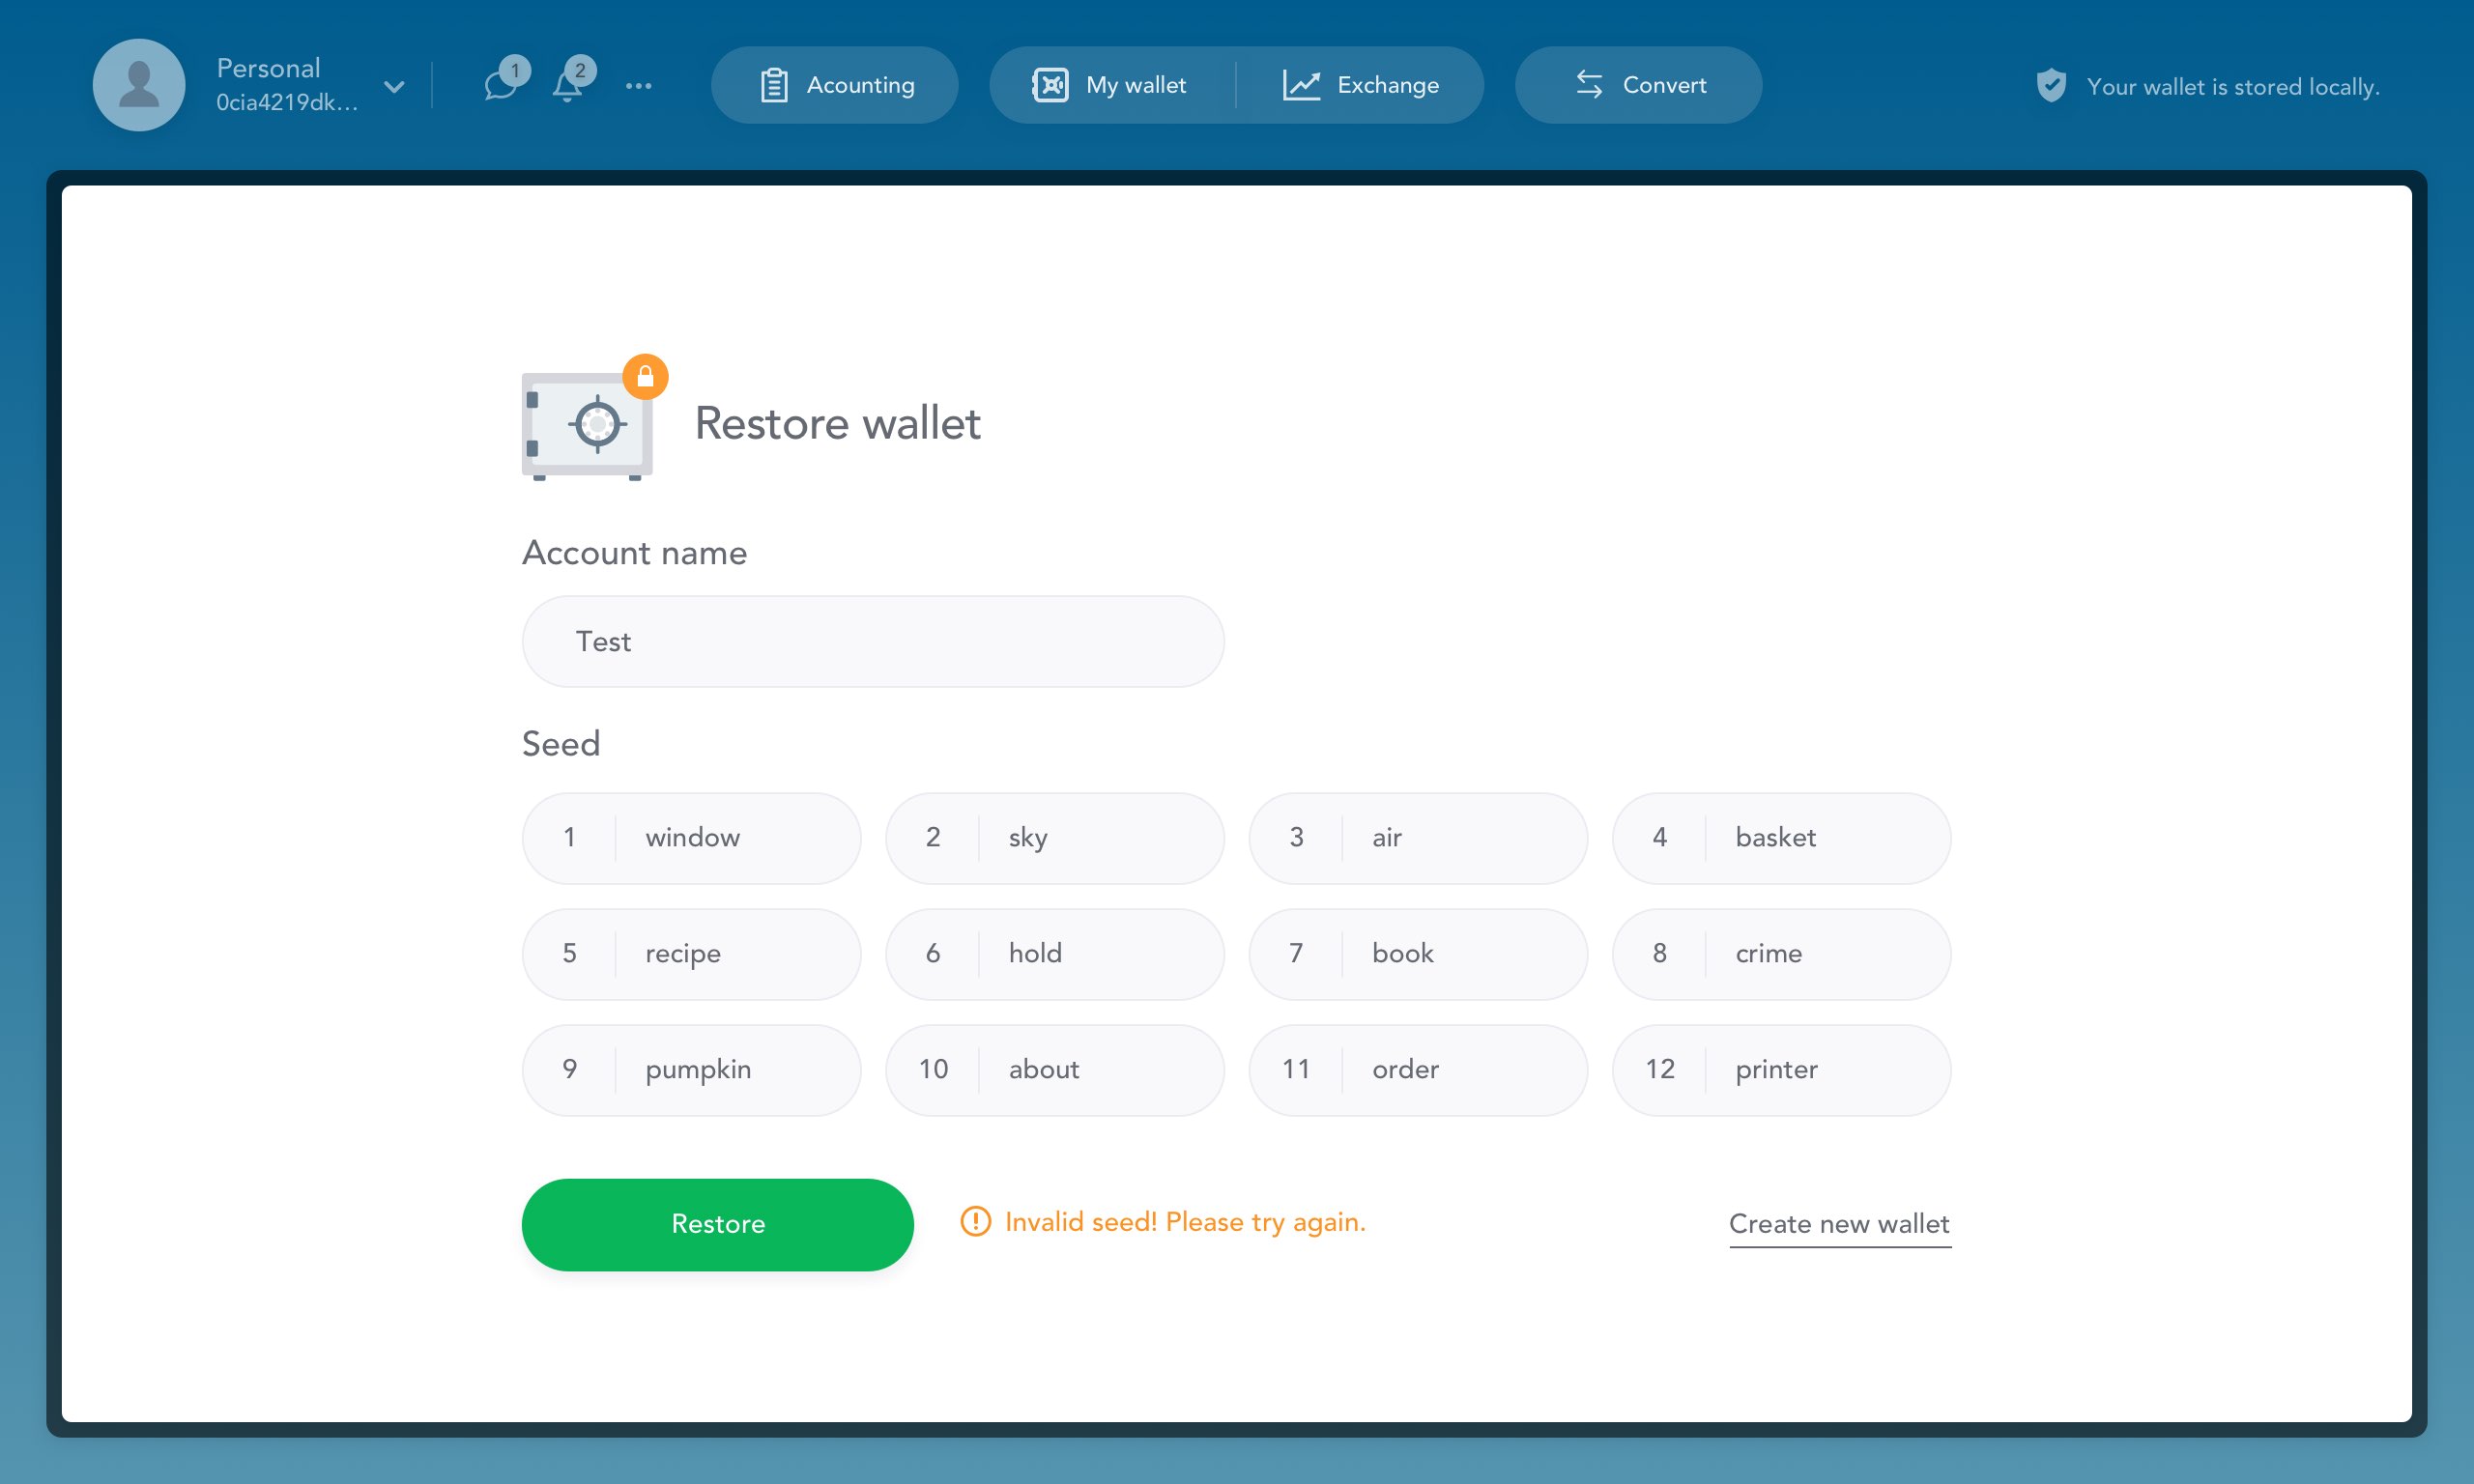 Personal
0cia4219dk...
1
2
Acounting
My wallet
Exchange
Convert
Your wallet is stored locally.
Restore wallet
Account name
Test
Seed
1 window
2 sky
3 air
4 basket
5 recipe
6 hold
7 book
8 crime
9 pumpkin
10 about
11 order
12 printer
Restore
Invalid seed! Please try again.
Create new wallet